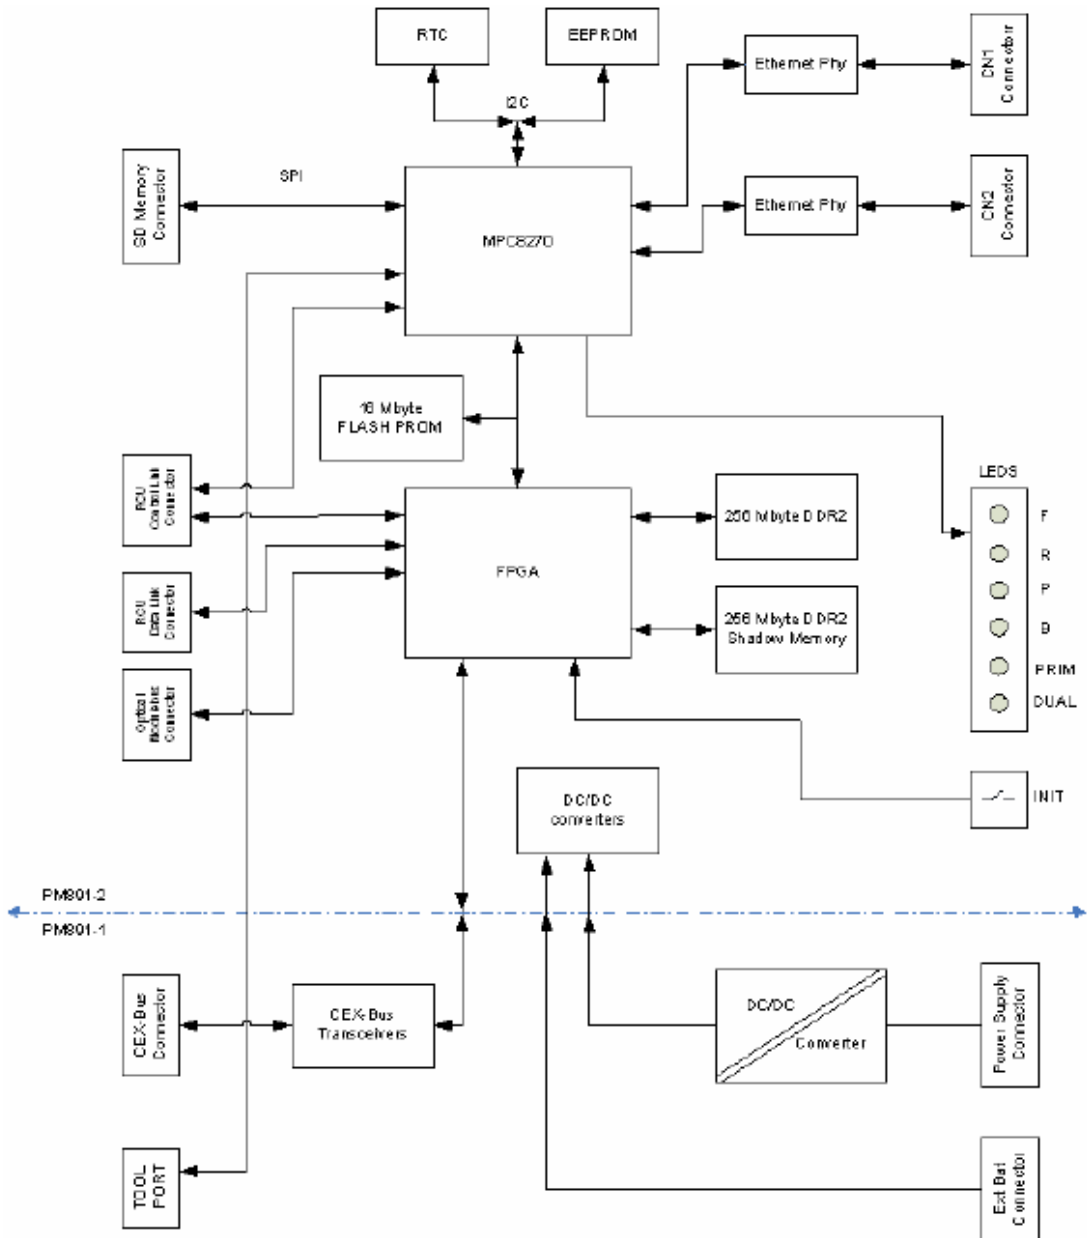 RTC
EEPROM
Ethernet Phy
CN1
Connector
I2C
SD Memory
Connector
SPI
MPC8270
Ethernet Phy
CN2
Connector
16 Mbyte
FLASH PROM
LEDS
RCU
Control Link
Connector
FPGA
256 Mbyte DDR2
F
R
P
B
PRIM
DUAL
RCU
Data Link
Connector
256 Mbyte DDR2
Shadow Memory
Optical
Modulebus
Connector
DC/DC
converters
INIT
PM891-2
PM891-1
CEX-Bus
Connector
CEX-Bus
Transceivers
DC/DC
Converter
Power Supply
Connector
TOOL
PORT
Ext Bat
Connector